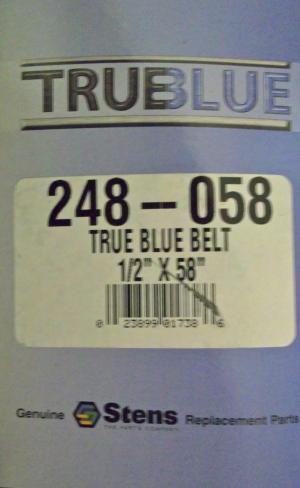 TRUEBLUE
248-058
TRUE BLUE BELT
1/2" X 58"
0 23899 01738 6
Genuine Stens Replacement Parts
THE PARTS COMPANY